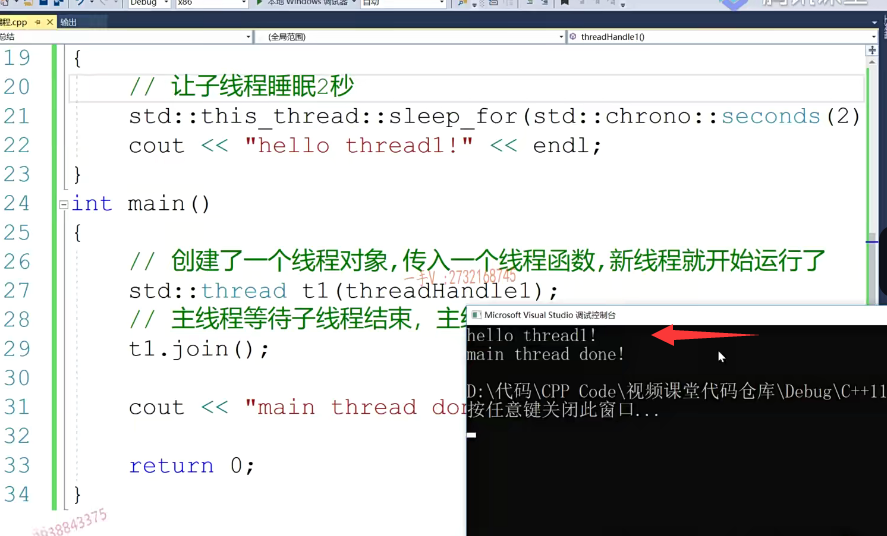 Debug x86 本地 Windows 调试器 自动
程.cpp 输出
总结 (全局范围) threadHandle1()
19 {
20 // 让子线程睡眠2秒
21 std::this_thread::sleep_for(std::chrono::seconds(2)
22 cout << "hello thread1!" << endl;
23 }
24 int main()
25 {
26 // 创建了一个线程对象,传入一个线程函数,新线程就开始运行了
27 std::thread t1(threadHandle1);
28 // 主线程等待子线程结束，主
29 t1.join();
30
31 cout << "main thread don
32
33 return 0;
34 }
一手V :2732168745
938843375
Microsoft Visual Studio 调试控制台
hello thread1!
main thread done!
D:\代码\CPP Code\视频课堂代码仓库\Debug\C++11
按任意键关闭此窗口...